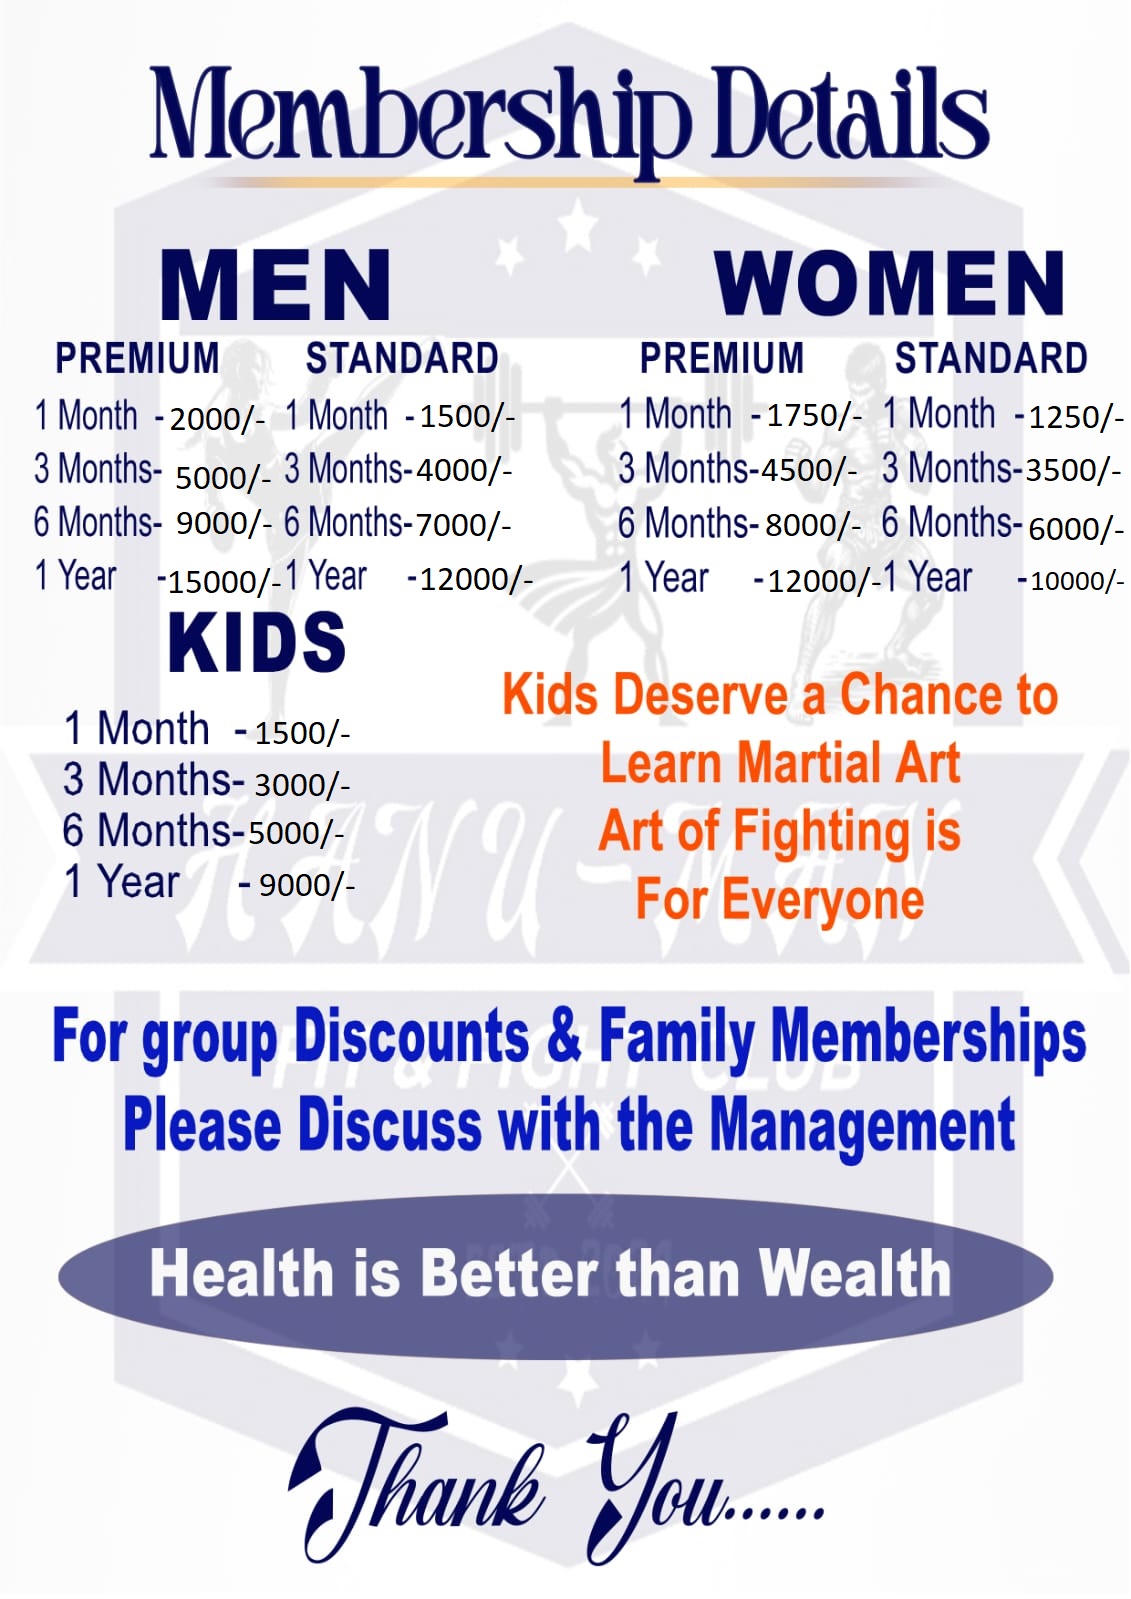 Membership Details
MEN
PREMIUM
1 Month - 2000/-
3 Months- 5000/-
6 Months- 9000/-
1 Year -15000/-
STANDARD
1 Month -1500/-
3 Months-4000/-
6 Months-7000/-
1 Year -12000/-
WOMEN
PREMIUM
1 Month -1750/-
3 Months-4500/-
6 Months- 8000/-
1 Year -12000/-
STANDARD
1 Month -1250/-
3 Months-3500/-
6 Months- 6000/-
1 Year -10000/-
KIDS
1 Month - 1500/-
3 Months- 3000/-
6 Months-5000/-
1 Year - 9000/-
Kids Deserve a Chance to
Learn Martial Art
Art of Fighting is
For Everyone
HANU-MAN
FIT & FIGHT CLUB
For group Discounts & Family Memberships
Please Discuss with the Management
Health is Better than Wealth
Thank You......